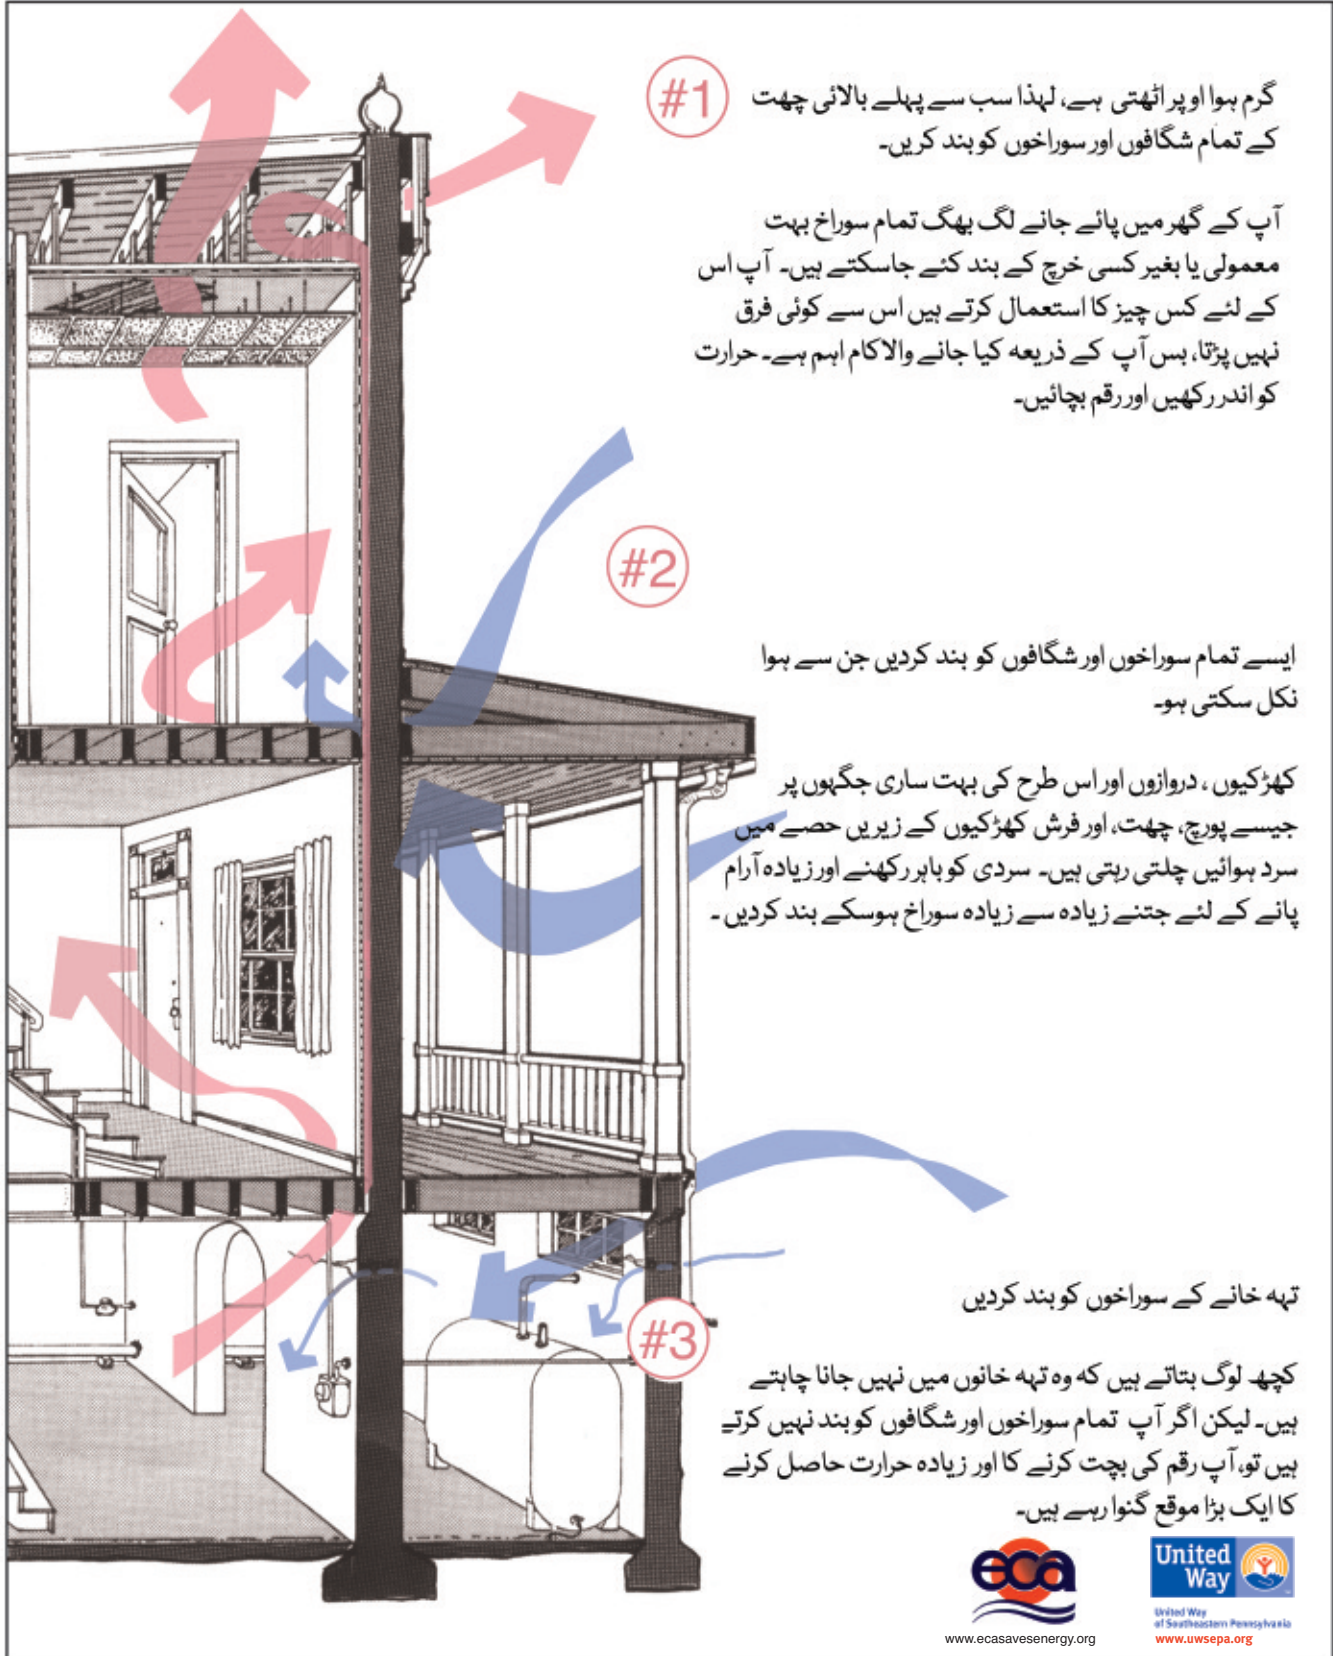 #1
گرم ہوا اوپر اٹھتی ہے، لہذا سب سے پہلے بالائی چھت
کے تمام شگافوں اور سوراخوں کو بند کریں۔
آپ کے گھر میں پائے جانے لگ بھگ تمام سوراخ بہت
معمولی یا بغیر کسی خرچ کے بند کئے جاسکتے ہیں۔ آپ اس
کے لئے کس چیز کا استعمال کرتے ہیں اس سے کوئی فرق
نہیں پڑتا، بس آپ کے ذریعہ کیا جانے والا کام اہم ہے۔ حرارت
کو اندر رکھیں اور رقم بچائیں۔
#2
ایسے تمام سوراخوں اور شگافوں کو بند کردیں جن سے ہوا
نکل سکتی ہو۔
کھڑکیوں ، دروازوں اور اس طرح کی بہت ساری جگہوں پر
جیسے پورچ، چھت، اور فرش کھڑکیوں کے زیریں حصے میں
سرد ہوائیں چلتی رہتی ہیں۔ سردی کو باہر رکھنے اور زیادہ آرام
پانے کے لئے جتنے زیادہ سے زیادہ سوراخ ہوسکے بند کردیں ۔
#3
تہہ خانے کے سوراخوں کو بند کردیں
کچھ لوگ بتاتے ہیں کہ وہ تہہ خانوں میں نہیں جانا چاہتے
ہیں۔ لیکن اگر آپ تمام سوراخوں اور شگافوں کو بند نہیں کرتے
ہیں تو، آپ رقم کی بچت کرنے کا اور زیادہ حرارت حاصل کرنے
کا ایک بڑا موقع گنوا رہے ہیں۔
eca
www.ecasavesenergy.org
United
Way
United Way
of Southeastern Pennsylvania
www.uwsepa.org